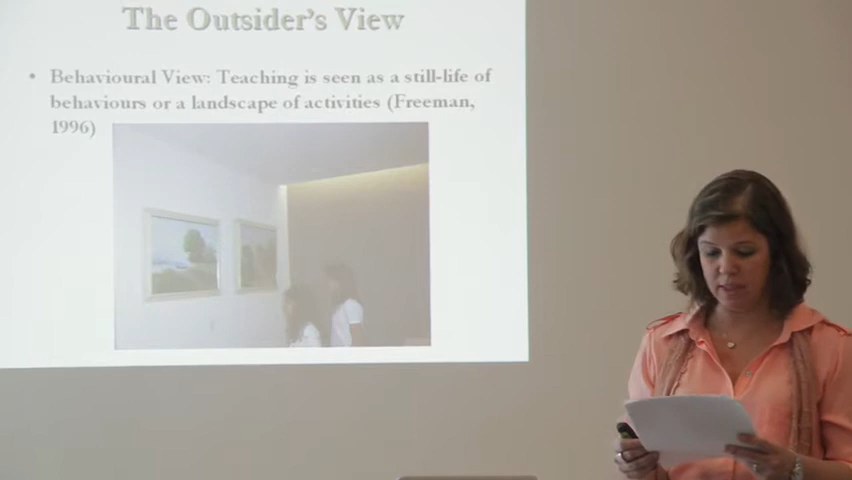 The Outsider's View
• Behavioural View: Teaching is seen as a still-life of
behaviours or a landscape of activities (Freeman,
1996)